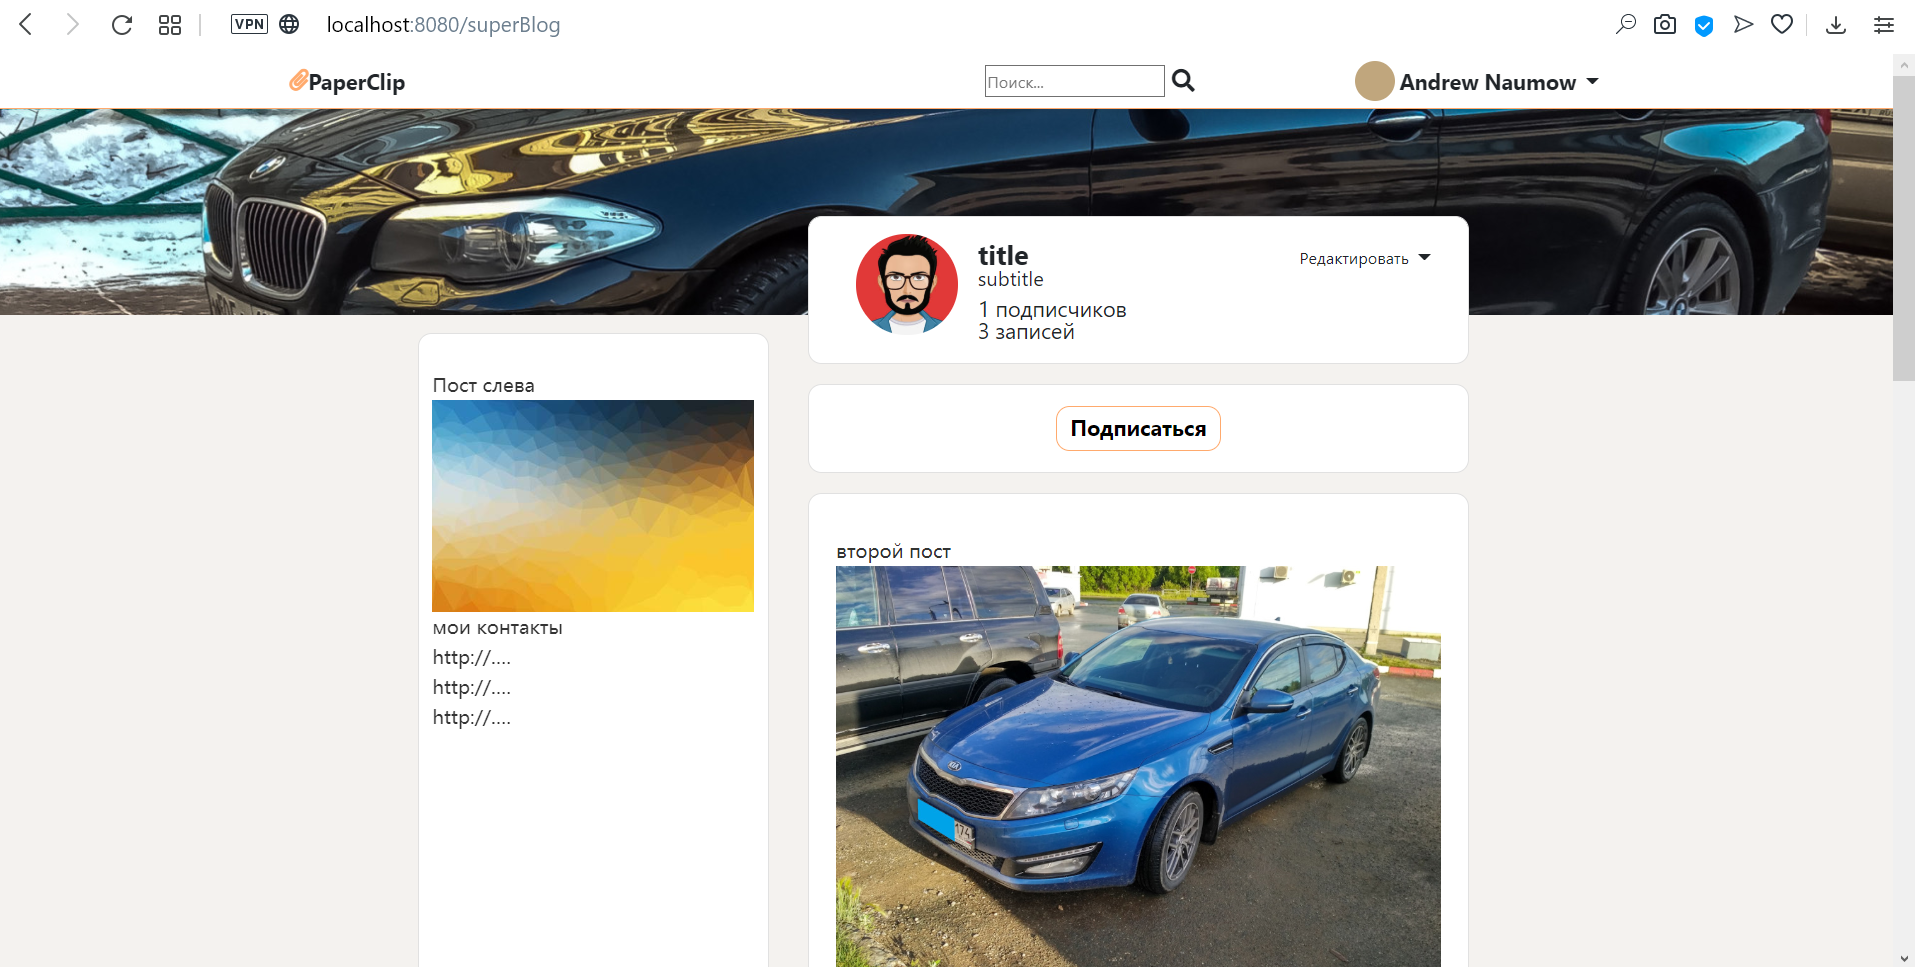 VPN
localhost:8080/superBlog
PaperClip
Поиск...
Andrew Naumow
title
subtitle
Редактировать
1 подписчиков
3 записей
Подписаться
Пост слева
мои контакты
http://....
http://....
http://....
второй пост
KIA
174